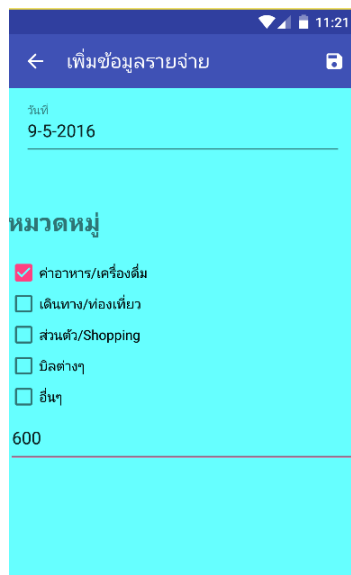 11:21
เพิ่มข้อมูลรายจ่าย
วันที่
9-5-2016
หมวดหมู่
ค่าอาหาร/เครื่องดื่ม
เดินทาง/ท่องเที่ยว
ส่วนตัว/Shopping
บิลต่างๆ
อื่นๆ
600